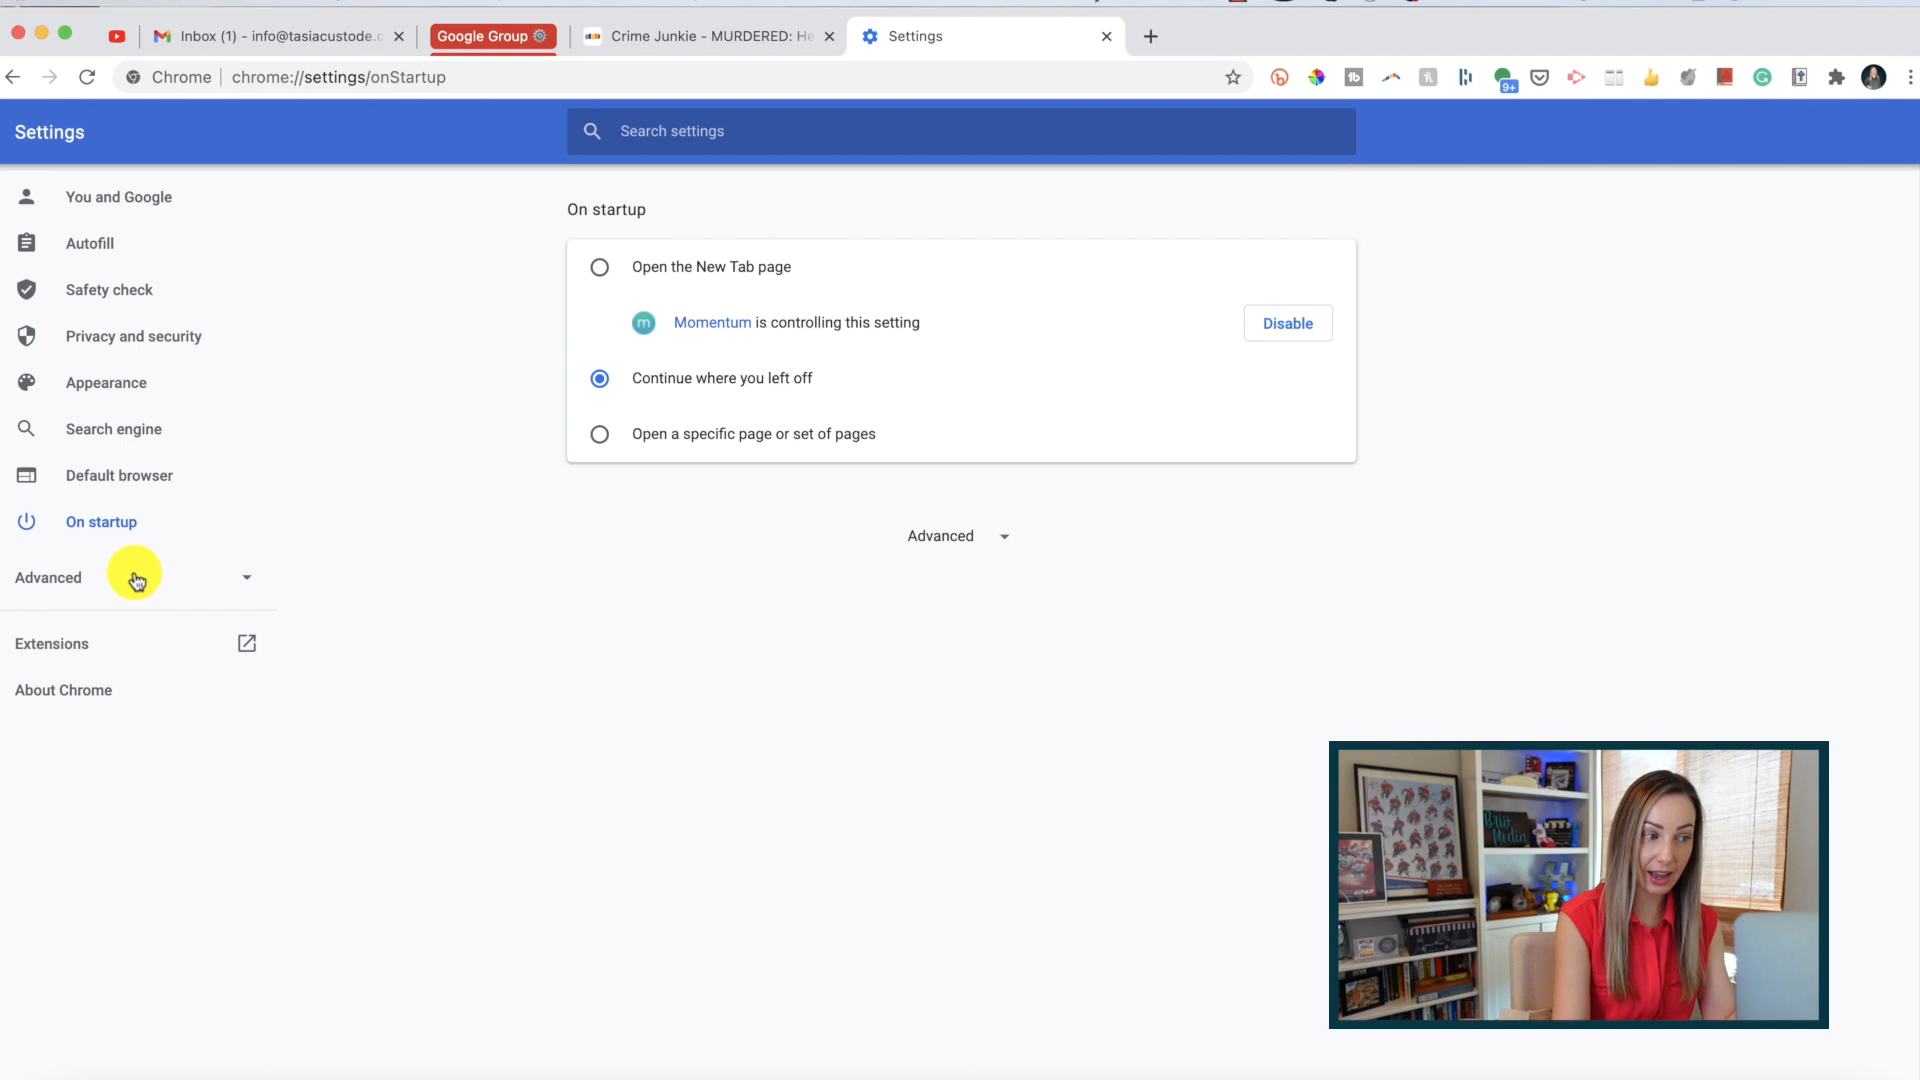 Inbox (1) - info@tasiacustode.c
Google Group
Crime Junkie - MURDERED: He
Settings
Chrome
chrome://settings/onStartup
9+
Settings
Search settings
You and Google
Autofill
Safety check
Privacy and security
Appearance
Search engine
Default browser
On startup
Advanced
Extensions
About Chrome
On startup
Open the New Tab page
m
Momentum is controlling this setting
Disable
Continue where you left off
Open a specific page or set of pages
Advanced
Brio
Media